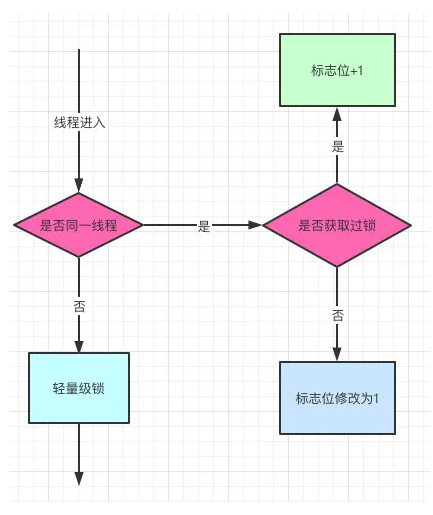 标志位+1
线程进入
是
是否同一线程
是
是否获取过锁
否
否
轻量级锁
标志位修改为1